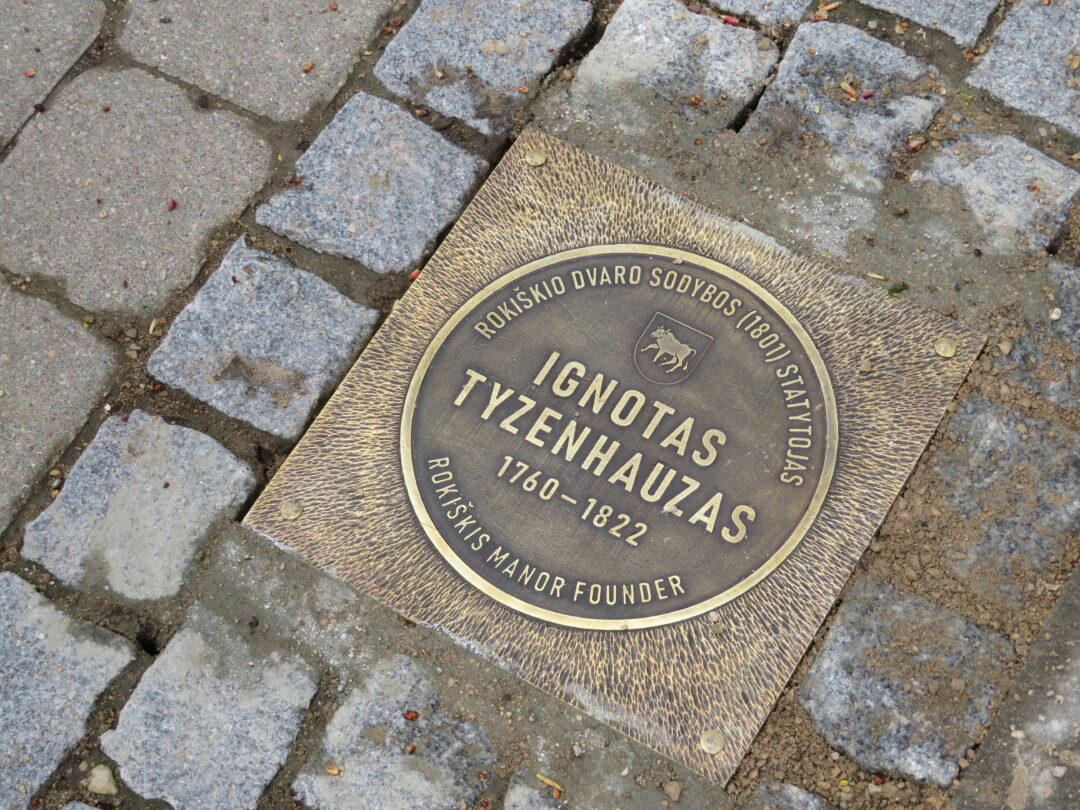 ROKIŠKIO DVARO SODYBOS (1801) STATYTOJAS
IGNOTAS
TYZENHAUZAS
1760–1822
ROKIŠKIS MANOR FOUNDER